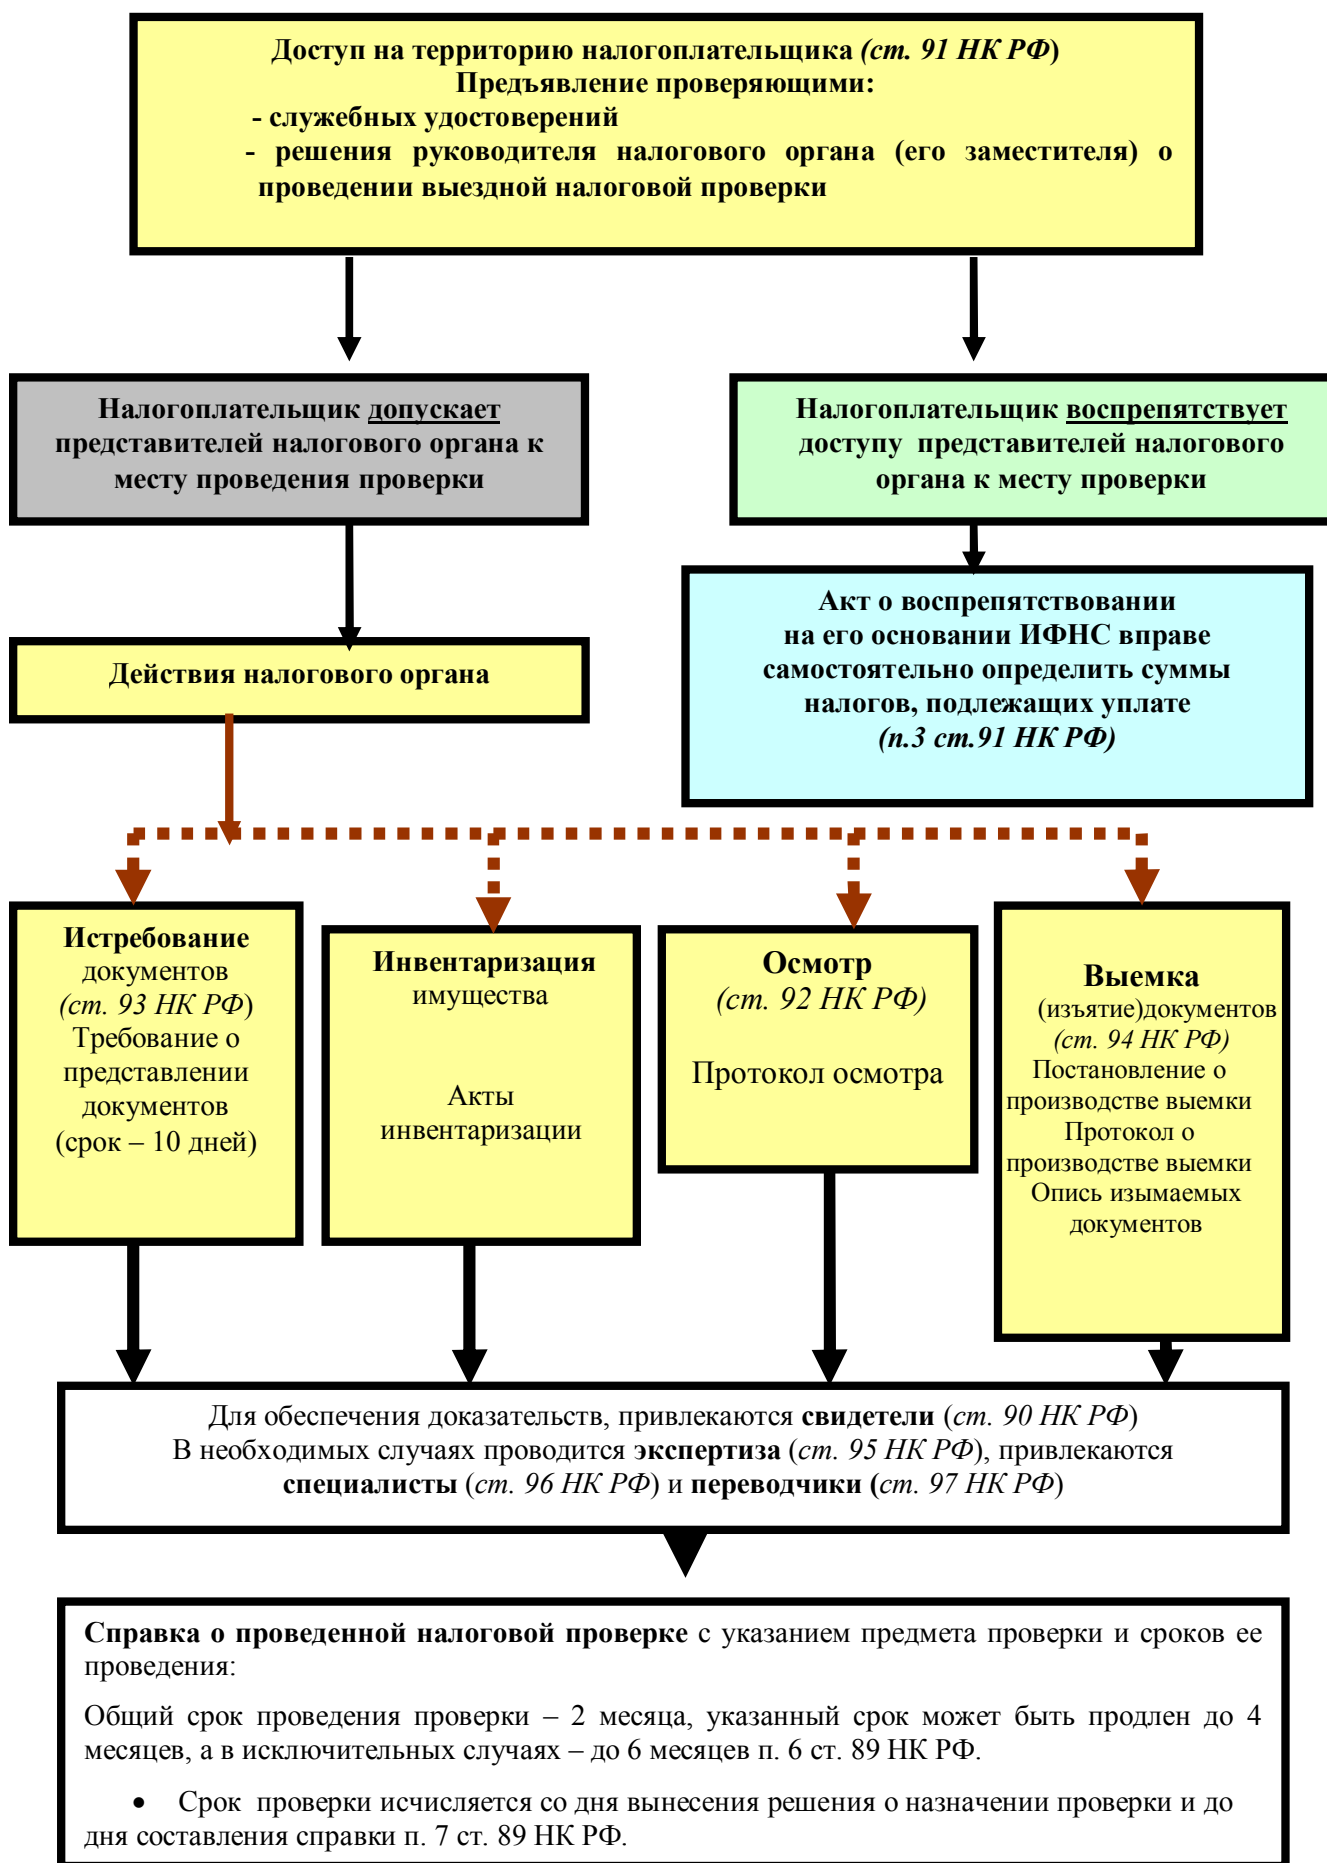 Доступ на территорию налогоплательщика (ст. 91 НК РФ)
Предъявление проверяющими:
- служебных удостоверений
- решения руководителя налогового органа (его заместителя) о
проведении выездной налоговой проверки
Налогоплательщик допускает
представителей налогового органа к
месту проведения проверки
Налогоплательщик воспрепятствует
доступу представителей налогового
органа к месту проверки
Акт о воспрепятствовании
на его основании ИФНС вправе
самостоятельно определить суммы
налогов, подлежащих уплате
(п.3 ст.91 НК РФ)
Действия налогового органа
Истребование
документов
(ст. 93 НК РФ)
Требование о
представлении
документов
(срок – 10 дней)
Инвентаризация
имущества
Акты
инвентаризации
Осмотр
(ст. 92 НК РФ)
Протокол осмотра
Выемка
(изъятие)документов
(ст. 94 НК РФ)
Постановление о
производстве выемки
Протокол о
производстве выемки
Опись изымаемых
документов
Для обеспечения доказательств, привлекаются свидетели (ст. 90 НК РФ)
В необходимых случаях проводится экспертиза (ст. 95 НК РФ), привлекаются
специалисты (ст. 96 НК РФ) и переводчики (ст. 97 НК РФ)
Справка о проведенной налоговой проверке с указанием предмета проверки и сроков ее
проведения:
Общий срок проведения проверки – 2 месяца, указанный срок может быть продлен до 4
месяцев, а в исключительных случаях – до 6 месяцев п. 6 ст. 89 НК РФ.
• Срок проверки исчисляется со дня вынесения решения о назначении проверки и до
дня составления справки п. 7 ст. 89 НК РФ.